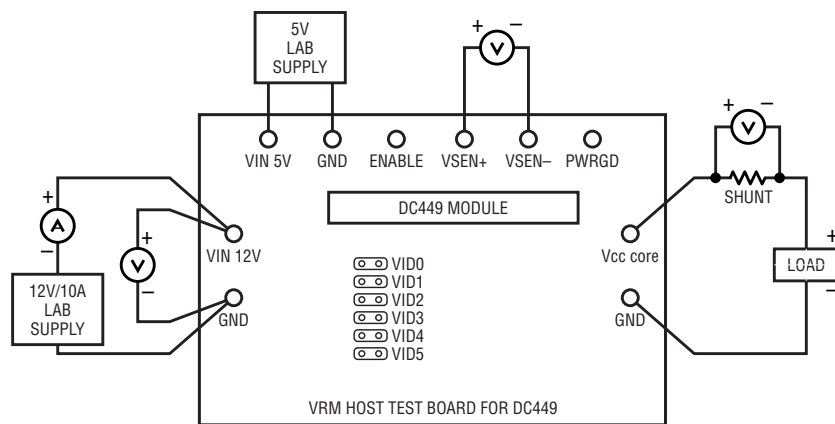 5V
LAB
SUPPLY
+ V –
VIN 5V GND ENABLE VSEN+ VSEN– PWRGD
+ V –
SHUNT
DC449 MODULE
+
A
–
+
V
–
VIN 12V
12V/10A
LAB
SUPPLY
GND
VID0
VID1
VID2
VID3
VID4
VID5
Vcc core
GND
+
LOAD
–
VRM HOST TEST BOARD FOR DC449